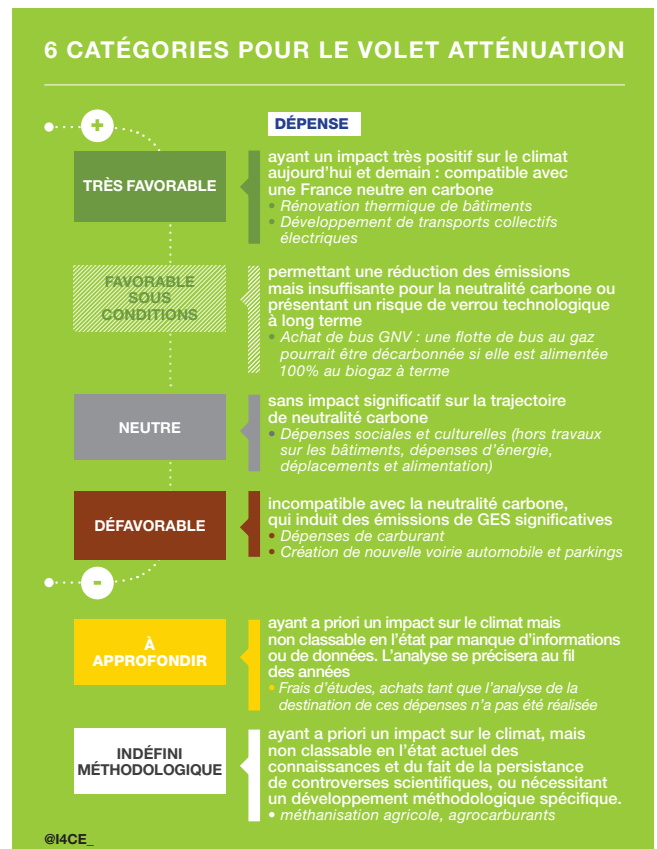 6 CATÉGORIES POUR LE VOLET ATTÉNUATION
+
DÉPENSE
TRÈS FAVORABLE
ayant un impact très positif sur le climat
aujourd’hui et demain : compatible avec
une France neutre en carbone
• Rénovation thermique de bâtiments
• Développement de transports collectifs
électriques
FAVORABLE
SOUS
CONDITIONS
permettant une réduction des émissions
mais insuffisante pour la neutralité carbone ou
présentant un risque de verrou technologique
à long terme
• Achat de bus GNV : une flotte de bus au gaz
pourrait être décarbonnée si elle est alimentée
100% au biogaz à terme
NEUTRE
sans impact significatif sur la trajectoire
de neutralité carbone
• Dépenses sociales et culturelles (hors travaux
sur les bâtiments, dépenses d’énergie,
déplacements et alimentation)
DÉFAVORABLE
incompatible avec la neutralité carbone,
qui induit des émissions de GES significatives
• Dépenses de carburant
• Création de nouvelle voirie automobile et parkings
-
À
APPROFONDIR
ayant a priori un impact sur le climat mais
non classable en l’état par manque d’informations
ou de données. L’analyse se précisera au fil
des années
• Frais d’études, achats tant que l’analyse de la
destination de ces dépenses n’a pas été réalisée
INDÉFINI
MÉTHODOLOGIQUE
ayant a priori un impact sur le climat, mais
non classable en l’état actuel des
connaissances et du fait de la persistance
de controverses scientifiques, ou nécessitant
un développement méthodologique spécifique.
• méthanisation agricole, agrocarburants
@I4CE_